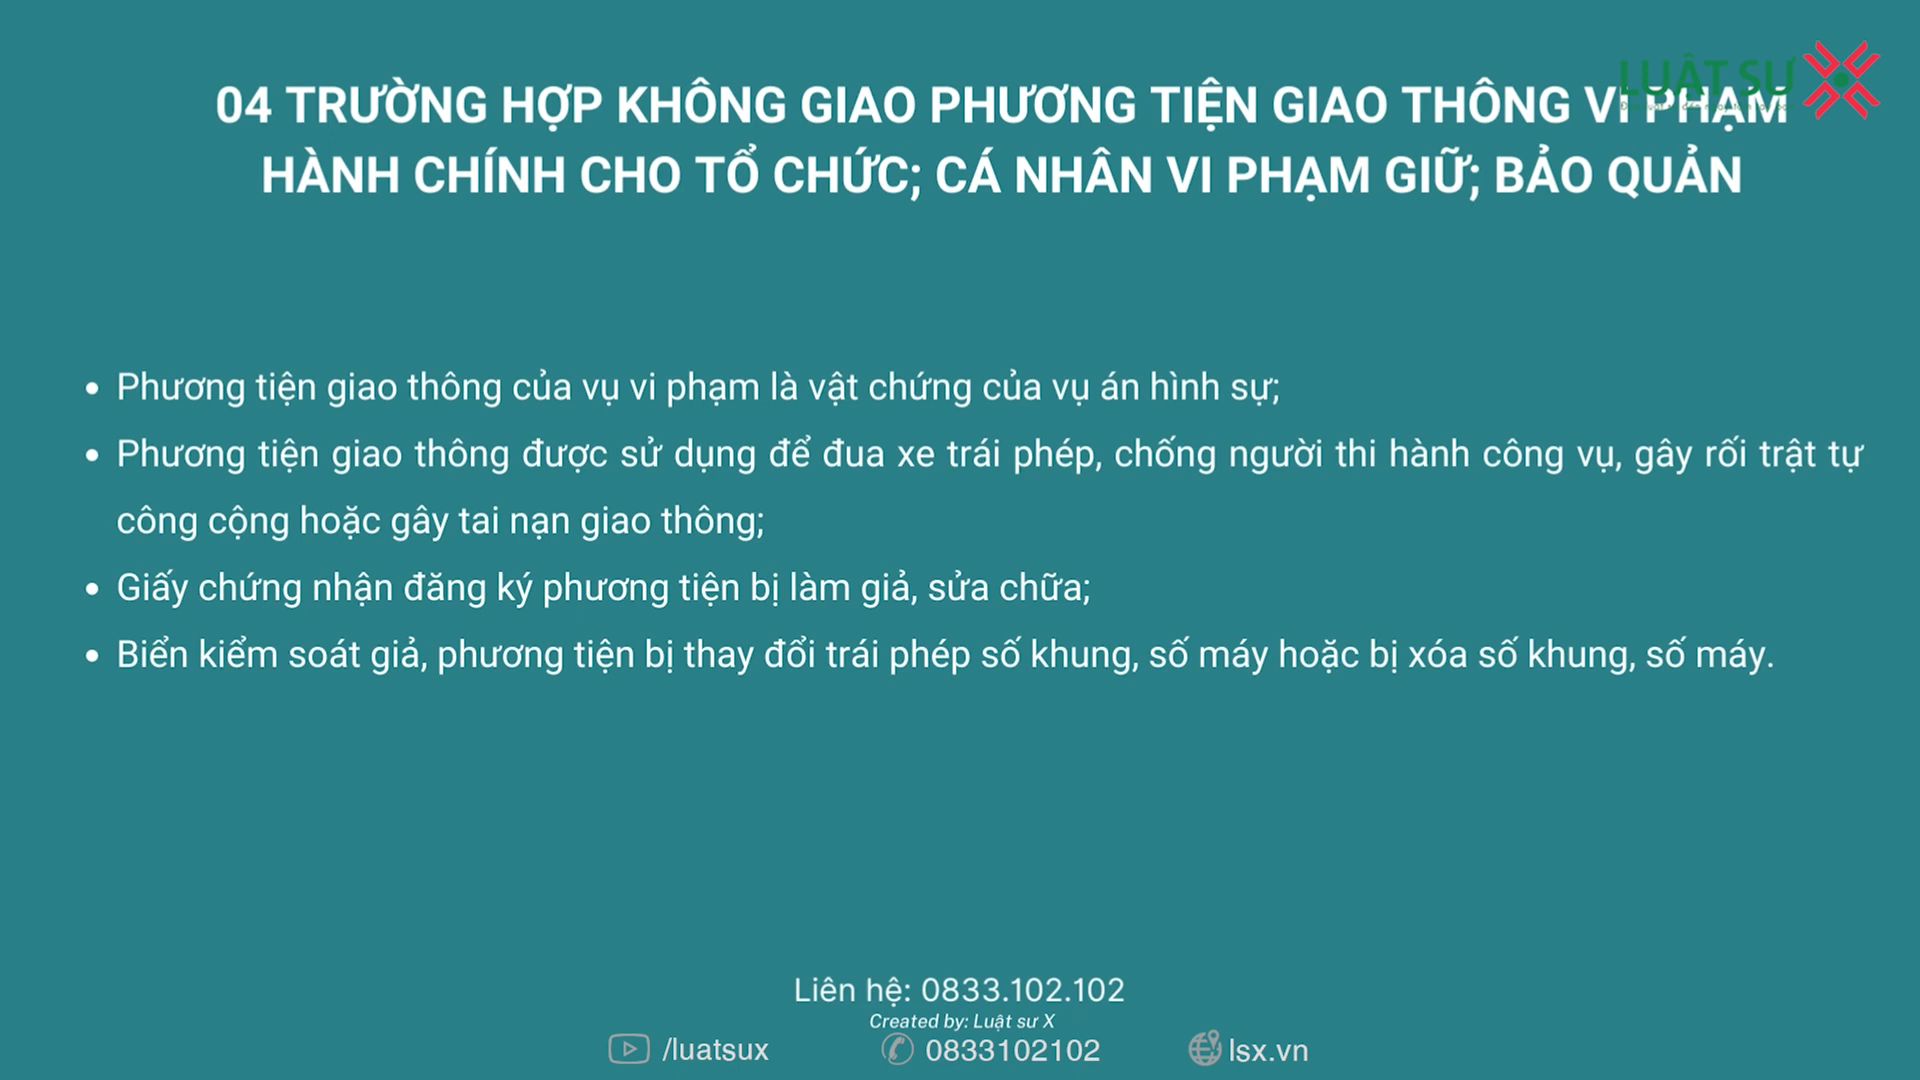 LUẬT SƯ
04 TRƯỜNG HỢP KHÔNG GIAO PHƯƠNG TIỆN GIAO THÔNG VI PHẠM
HÀNH CHÍNH CHO TỔ CHỨC; CÁ NHÂN VI PHẠM GIỮ; BẢO QUẢN
• Phương tiện giao thông của vụ vi phạm là vật chứng của vụ án hình sự;
• Phương tiện giao thông được sử dụng để đua xe trái phép, chống người thi hành công vụ, gây rối trật tự
công cộng hoặc gây tai nạn giao thông;
• Giấy chứng nhận đăng ký phương tiện bị làm giả, sửa chữa;
• Biển kiểm soát giả, phương tiện bị thay đổi trái phép số khung, số máy hoặc bị xóa số khung, số máy.
Liên hệ: 0833.102.102
Created by: Luật sư X
/luatsux 0833102102 lsx.vn